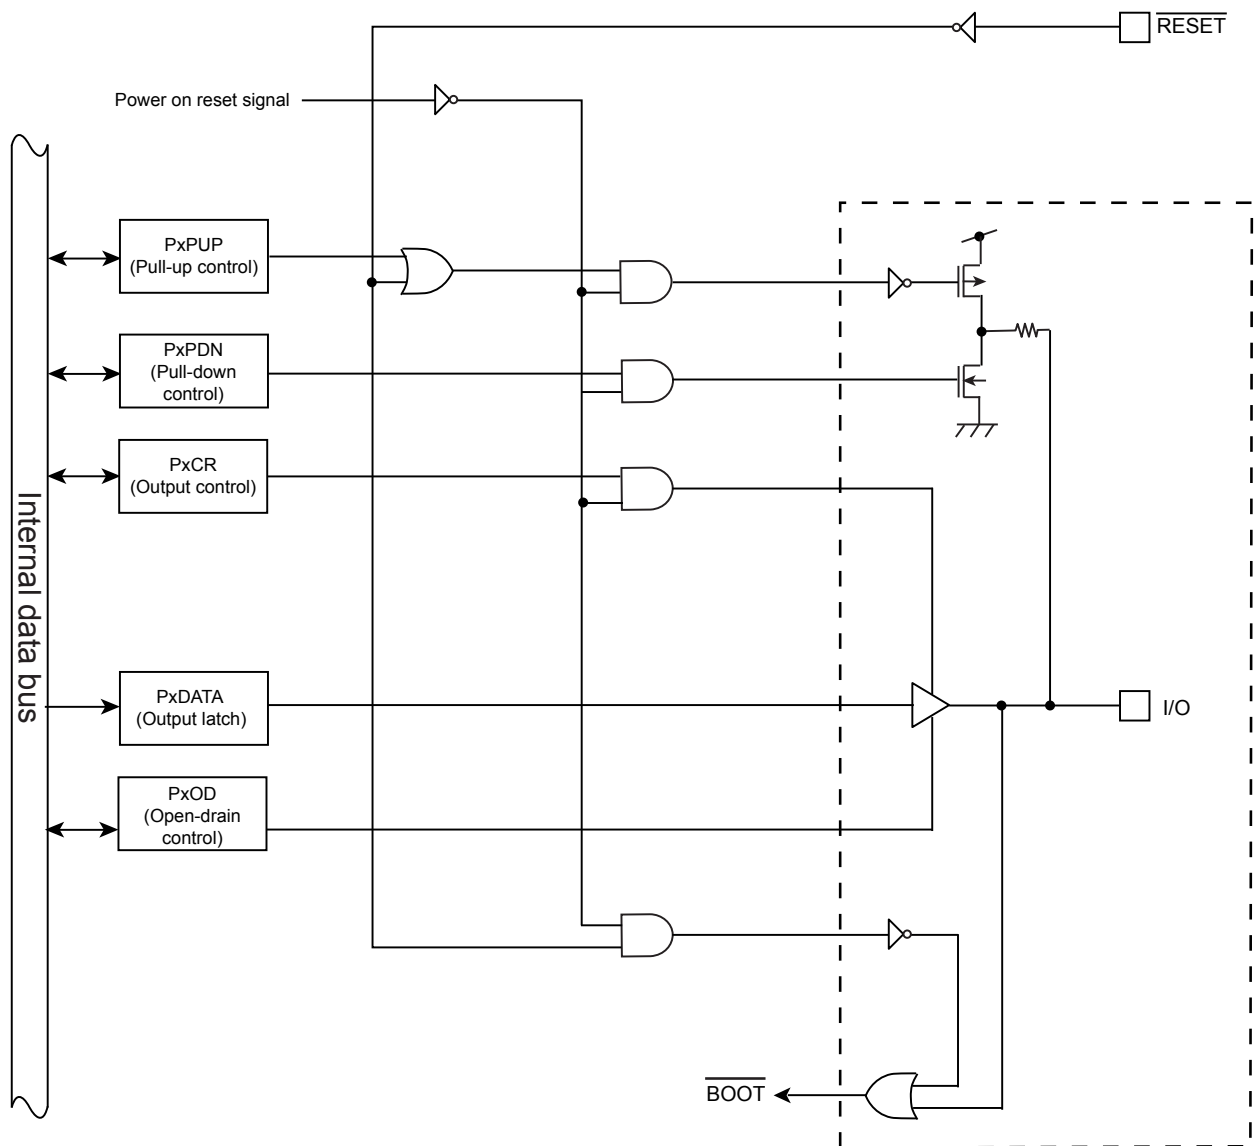 RESET
Power on reset signal
PxPUP
(Pull-up control)
PxPDN
(Pull-down
control)
PxCR
(Output control)
Internal data bus
PxDATA
(Output latch)
I/O
PxOD
(Open-drain
control)
BOOT